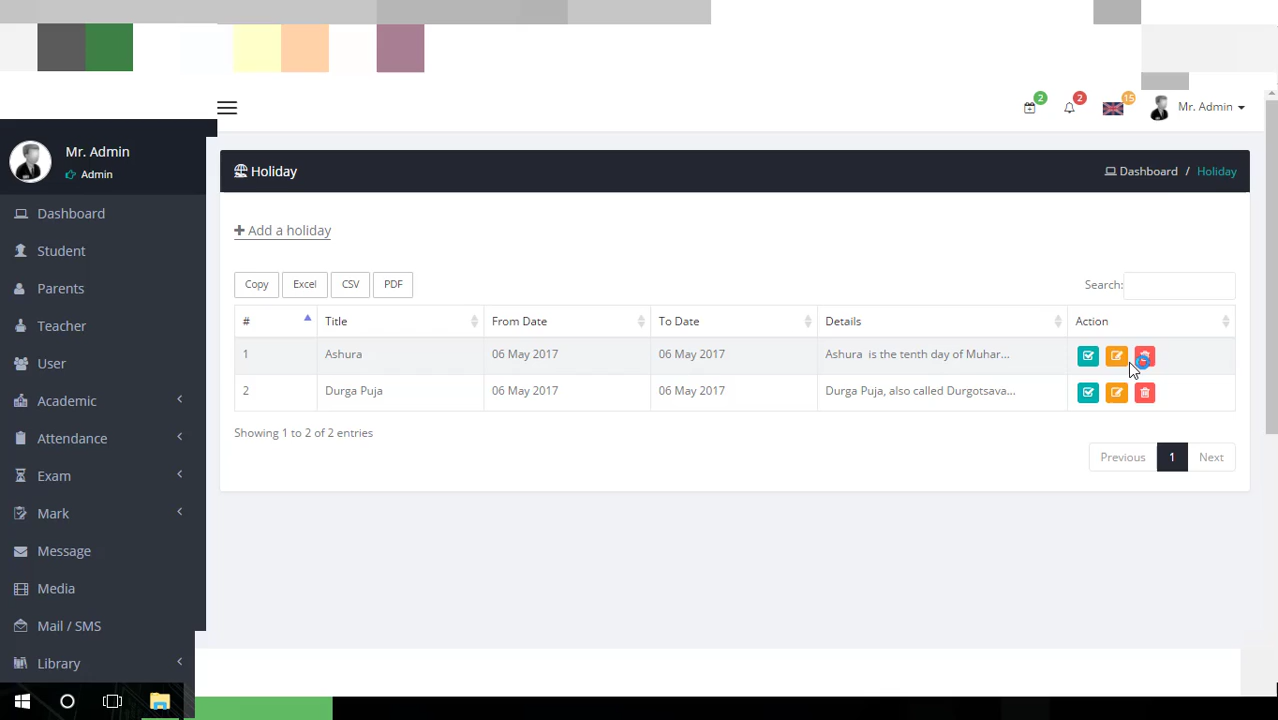 2 2 15 Mr. Admin
Mr. Admin
Admin
Dashboard
Student
Parents
Teacher
User
Academic
Attendance
Exam
Mark
Message
Media
Mail / SMS
Library
Holiday
Dashboard / Holiday
Add a holiday
Copy Excel CSV PDF Search:
# Title From Date To Date Details Action
1 Ashura 06 May 2017 06 May 2017 Ashura is the tenth day of Muhar...
2 Durga Puja 06 May 2017 06 May 2017 Durga Puja, also called Durgotsava...
Showing 1 to 2 of 2 entries
Previous 1 Next